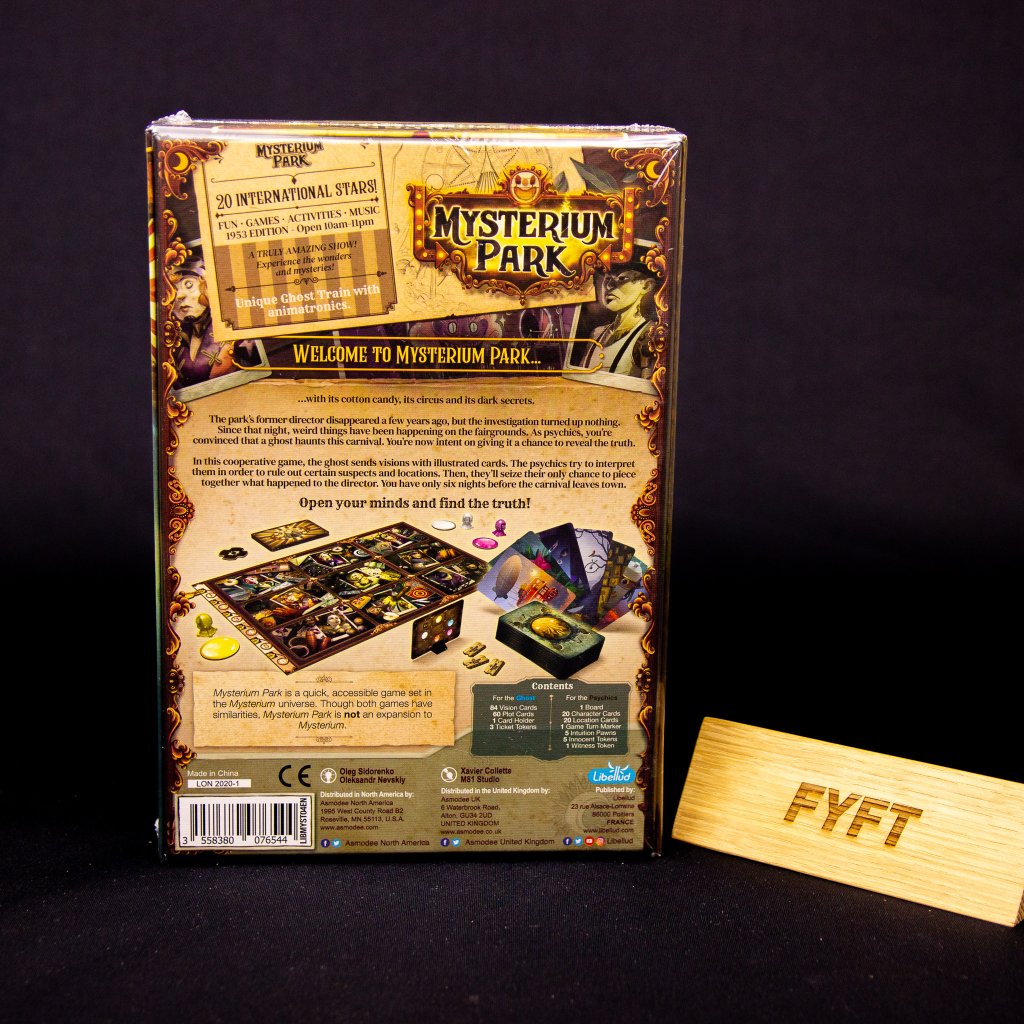 MYSTERIUM
PARK
20 INTERNATIONAL STARS!
FUN · GAMES · ACTIVITIES · MUSIC
1953 EDITION - Open 10am-11pm
A TRULY AMAZING SHOW!
Experience the wonders
and mysteries!
Unique Ghost Train with
animatronics.
MYSTERIUM
PARK
WELCOME TO MYSTERIUM PARK...
...with its cotton candy, its circus and its dark secrets.
The park's former director disappeared a few years ago, but the investigation turned up nothing.
Since that night, weird things have been happening on the fairgrounds. As psychics, you're
convinced that a ghost haunts this carnival. You're now intent on giving it a chance to reveal the truth.
In this cooperative game, the ghost sends visions with illustrated cards. The psychics try to interpret
them in order to rule out certain suspects and locations. Then, they'll seize their only chance to piece
together what happened to the director. You have only six nights before the carnival leaves town.
Open your minds and find the truth!
Mysterium Park is a quick, accessible game set in
the Mysterium universe. Though both games have
similarities, Mysterium Park is not an expansion to
Mysterium.
Contents
For the Ghost
84 Vision Cards
60 Plot Cards
1 Card Holder
3 Ticket Tokens
For the Psychics
1 Board
20 Character Cards
20 Location Cards
1 Game Turn Marker
5 Intuition Pawns
5 Innocent Tokens
1 Witness Token
Made in China
LON 2020-1
CE
Oleg Sidorenko
Oleksandr Nevskiy
Xavier Collette
M81 Studio
Libellud
Distributed in North America by:
Asmodee North America
1995 West County Road B2
Roseville, MN 55113, U.S.A.
www.asmodee.com
Distributed in the United Kingdom by:
Asmodee UK
6 Waterbrook Road,
Alton, GU34 2UD
UNITED KINGDOM
www.asmodee.co.uk
Published by:
Libellud
23 rue Alsace-Lorraine
86000 Poitiers
FRANCE
www.libellud.com
3 558380 076544
LIBMYST04EN
Asmodee North America
Asmodee United Kingdom
Libellud
FYFT